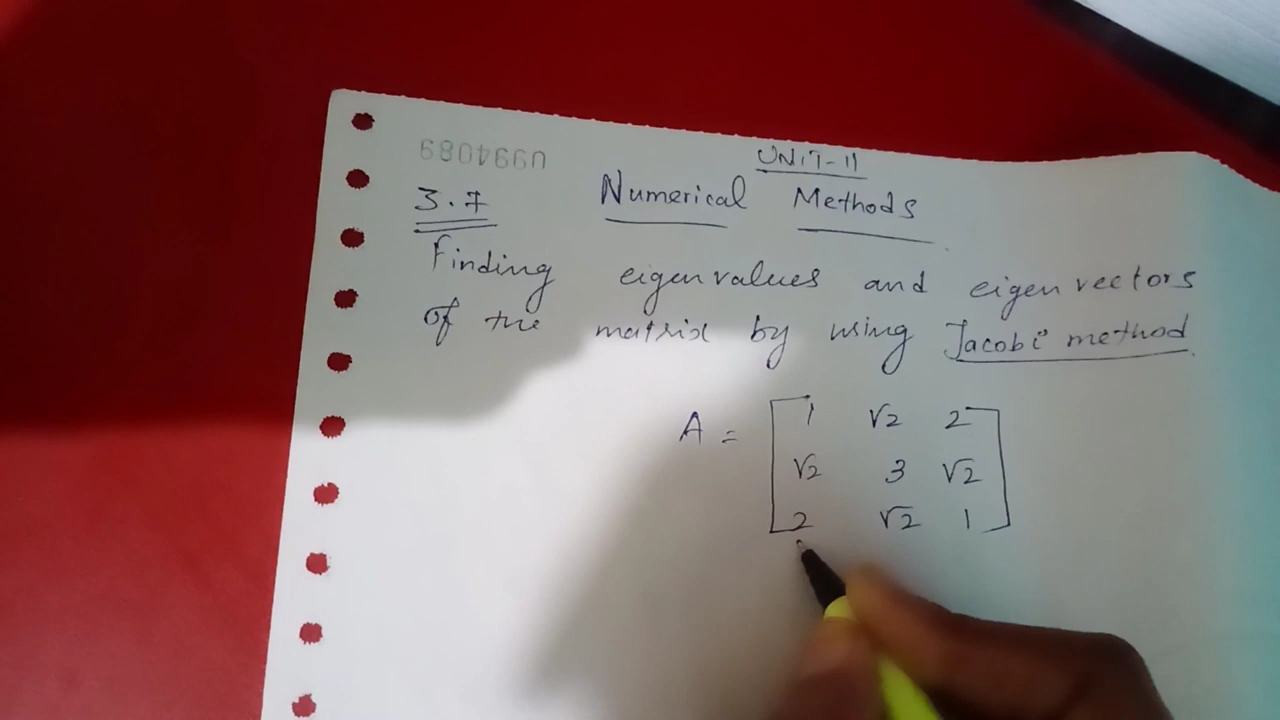 U994089
UNIT-II
3.7 Numerical Methods
Finding eigenvalues and eigenvectors
of the matrix by using Jacobi method
A = [ 1 √2 2
√2 3 √2
2 √2 1 ]